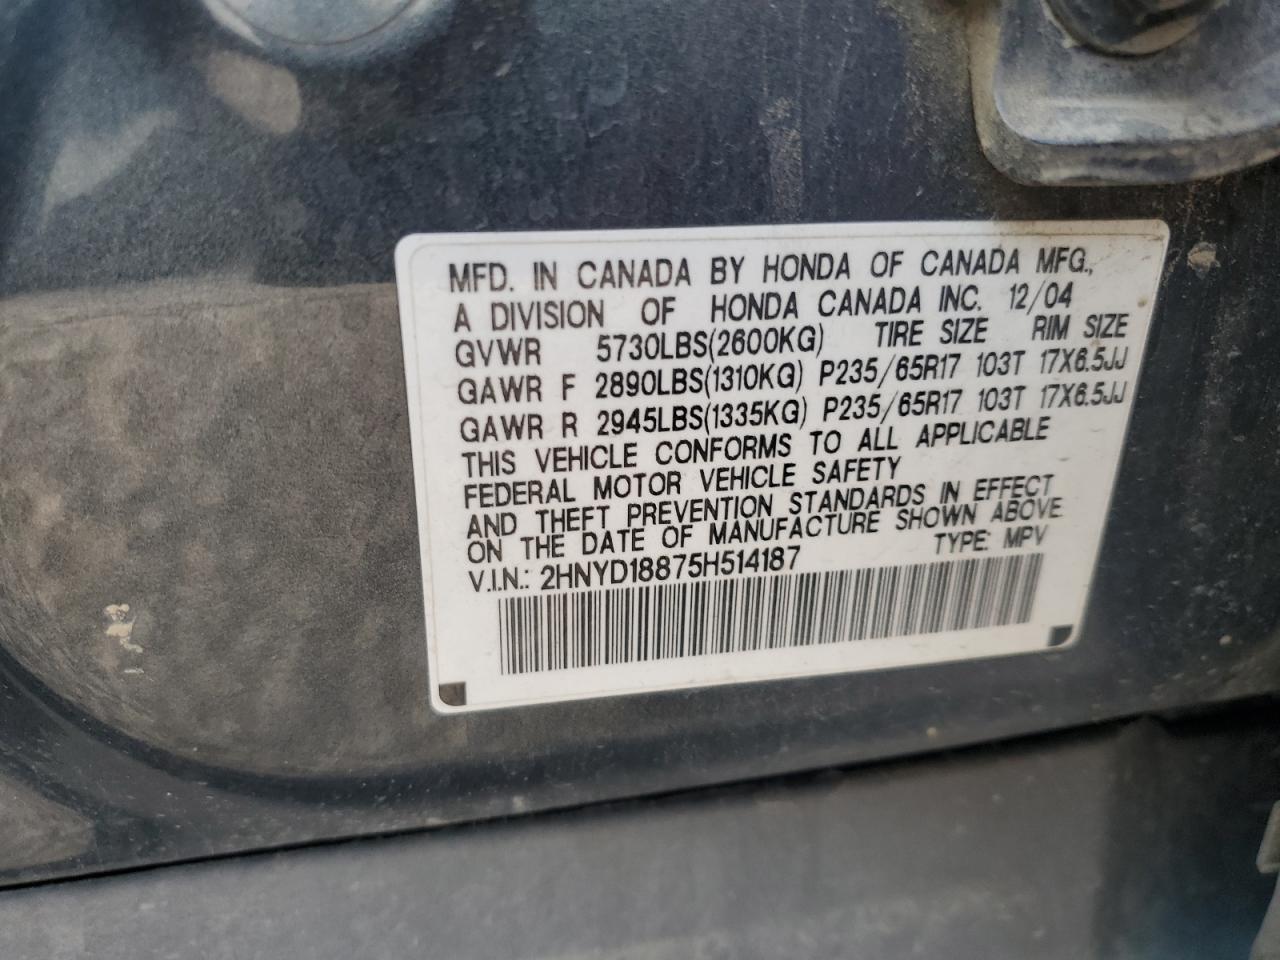 MFD. IN CANADA BY HONDA OF CANADA MFG.,
A DIVISION OF HONDA CANADA INC. 12/04
GVWR 5730LBS(2600KG) TIRE SIZE RIM SIZE
GAWR F 2890LBS(1310KG) P235/65R17 103T 17X6.5JJ
GAWR R 2945LBS(1335KG) P235/65R17 103T 17X6.5JJ
THIS VEHICLE CONFORMS TO ALL APPLICABLE
FEDERAL MOTOR VEHICLE SAFETY
AND THEFT PREVENTION STANDARDS IN EFFECT
ON THE DATE OF MANUFACTURE SHOWN ABOVE
V.I.N.: 2HNYD18875H514187 TYPE: MPV